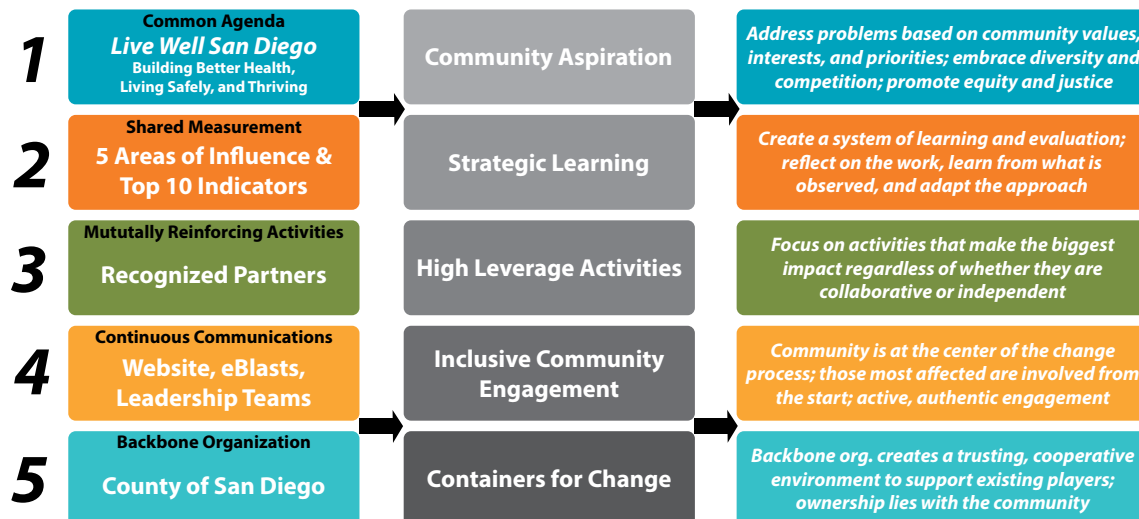 1
Common Agenda
Live Well San Diego
Building Better Health,
Living Safely, and Thriving
Community Aspiration
Address problems based on community values,
interests, and priorities; embrace diversity and
competition; promote equity and justice
2
Shared Measurement
5 Areas of Influence &
Top 10 Indicators
Strategic Learning
Create a system of learning and evaluation;
reflect on the work, learn from what is
observed, and adapt the approach
3
Mututally Reinforcing Activities
Recognized Partners
High Leverage Activities
Focus on activities that make the biggest
impact regardless of whether they are
collaborative or independent
4
Continuous Communications
Website, eBlasts,
Leadership Teams
Inclusive Community
Engagement
Community is at the center of the change
process; those most affected are involved from
the start; active, authentic engagement
5
Backbone Organization
County of San Diego
Containers for Change
Backbone org. creates a trusting, cooperative
environment to support existing players;
ownership lies with the community